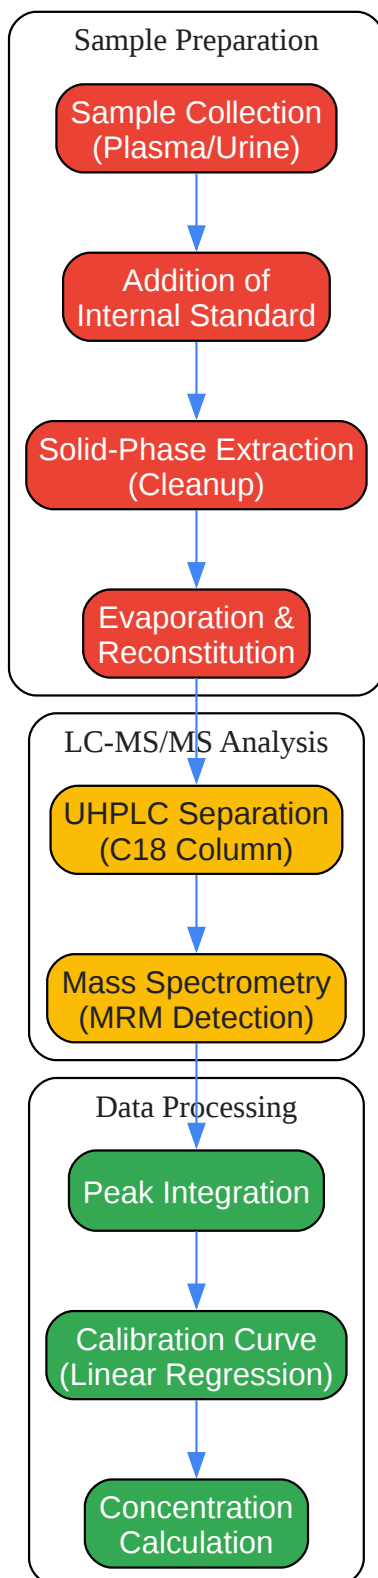 Sample Preparation
Sample Collection
(Plasma/Urine)
Addition of
Internal Standard
Solid-Phase Extraction
(Cleanup)
Evaporation &
Reconstitution
LC-MS/MS Analysis
UHPLC Separation
(C18 Column)
Mass Spectrometry
(MRM Detection)
Data Processing
Peak Integration
Calibration Curve
(Linear Regression)
Concentration
Calculation